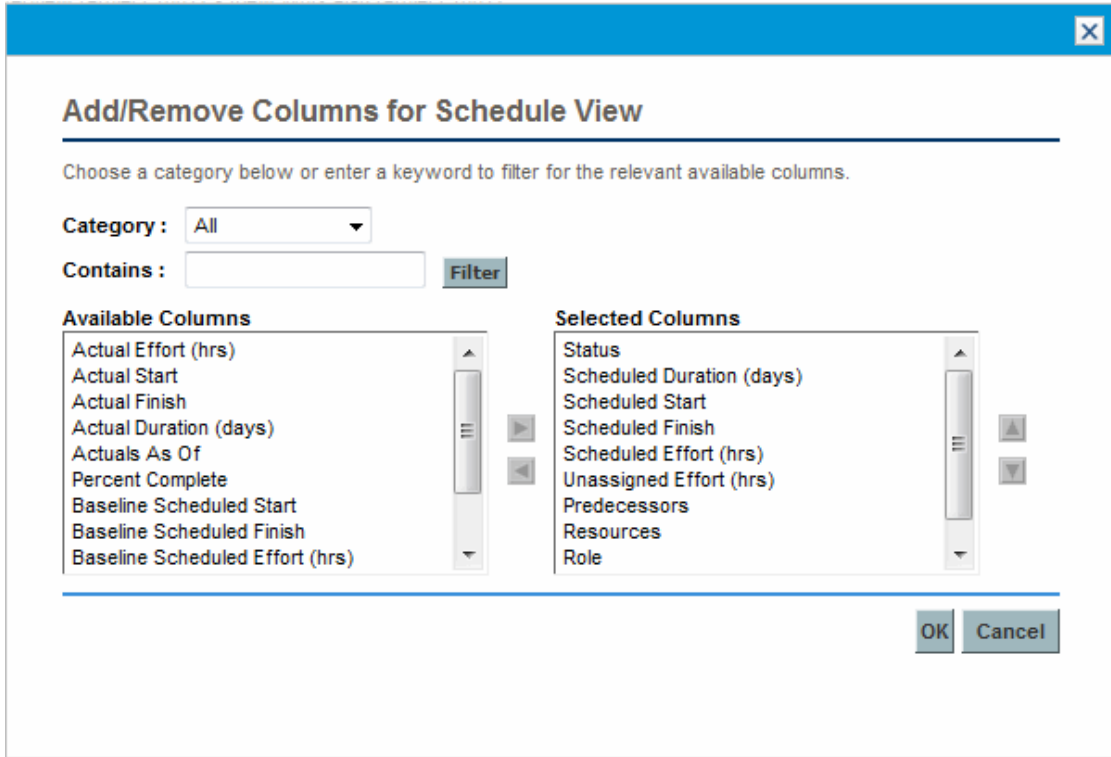 Add/Remove Columns for Schedule View
Choose a category below or enter a keyword to filter for the relevant available columns.
Category : All
Contains : Filter
Available Columns
Actual Effort (hrs)
Actual Start
Actual Finish
Actual Duration (days)
Actuals As Of
Percent Complete
Baseline Scheduled Start
Baseline Scheduled Finish
Baseline Scheduled Effort (hrs)
Selected Columns
Status
Scheduled Duration (days)
Scheduled Start
Scheduled Finish
Scheduled Effort (hrs)
Unassigned Effort (hrs)
Predecessors
Resources
Role
OK Cancel